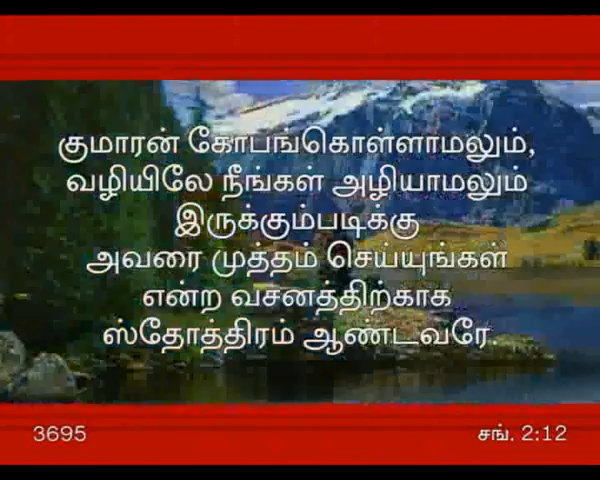 குமாரன் கோபங்கொள்ளாமலும்,
வழியிலே நீங்கள் அழியாமலும்
இருக்கும்படிக்கு
அவரை முத்தம் செய்யுங்கள்
என்ற வசனத்திற்காக
ஸ்தோத்திரம் ஆண்டவரே.
3695
சங். 2:12